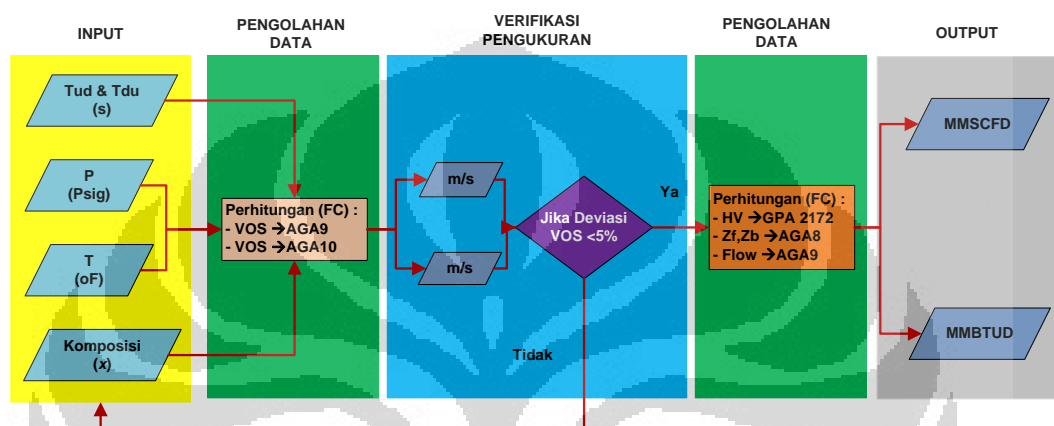 INPUT
PENGOLAHAN
DATA
VERIFIKASI
PENGUKURAN
PENGOLAHAN
DATA
OUTPUT
Tud & Tdu
(s)
P
(Psig)
T
(oF)
Komposisi
(x)
Perhitungan (FC) :
- VOS →AGA9
- VOS →AGA10
m/s
m/s
Jika Deviasi
VOS <5%
Ya
Tidak
Perhitungan (FC) :
- HV →GPA 2172
- Zf,Zb →AGA8
- Flow →AGA9
MMSCFD
MMBTUD